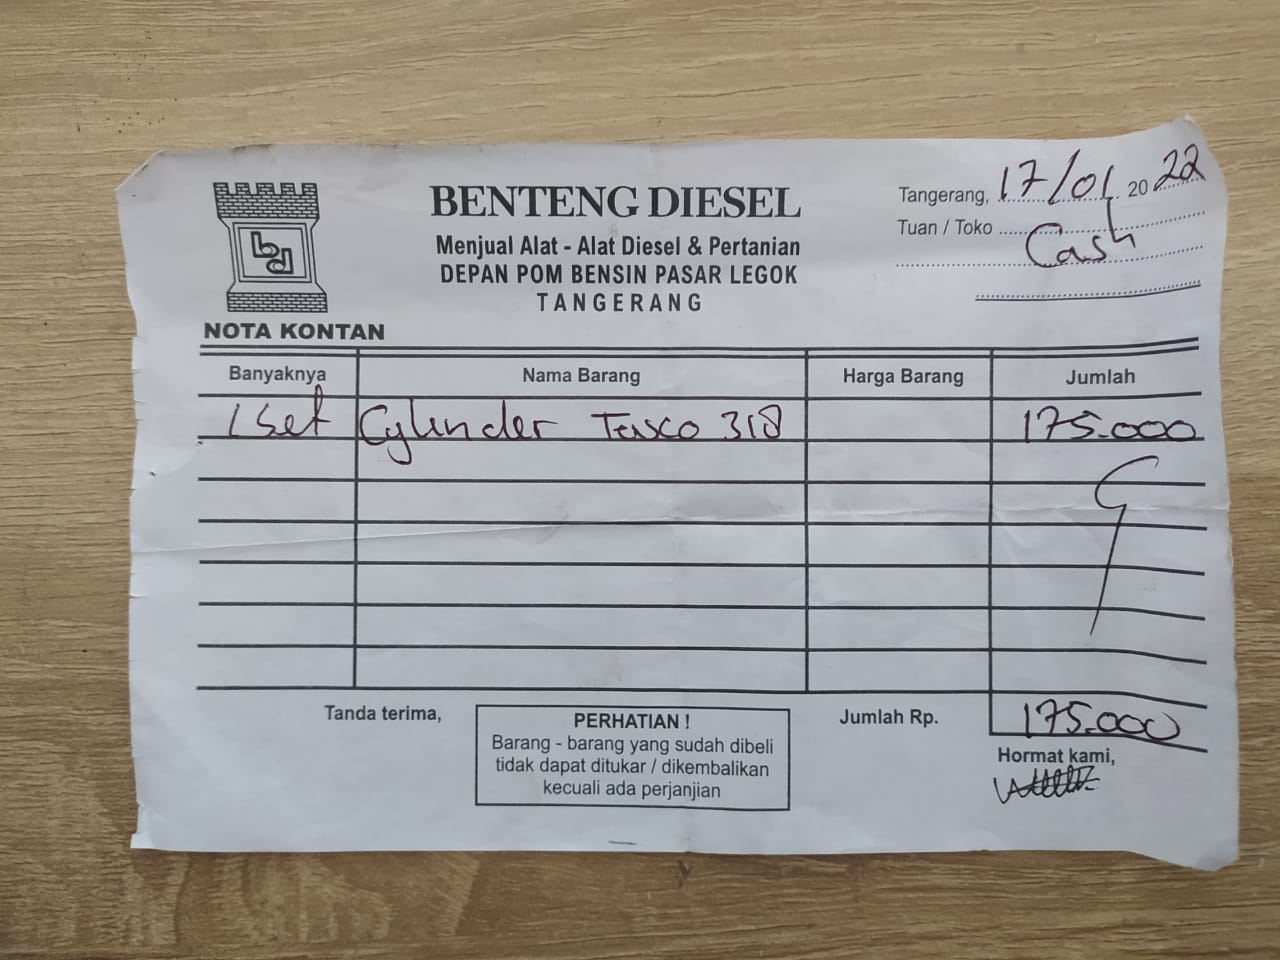 bd
BENTENG DIESEL
Menjual Alat - Alat Diesel & Pertanian
DEPAN POM BENSIN PASAR LEGOK
TANGERANG
Tangerang, 17/01 2022
Tuan / Toko
Cash
NOTA KONTAN
Banyaknya Nama Barang Harga Barang Jumlah
1 Set Cylinder Tasco 318 175.000
Tanda terima,
PERHATIAN !
Barang - barang yang sudah dibeli
tidak dapat ditukar / dikembalikan
kecuali ada perjanjian
Jumlah Rp. 175.000
Hormat kami,